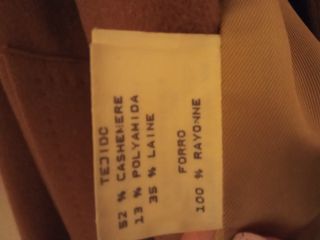 TEJIDO
52 % CASHEMERE
13 % POLYAMIDA
35 % LAINE
FORRO
100 % RAYONNE